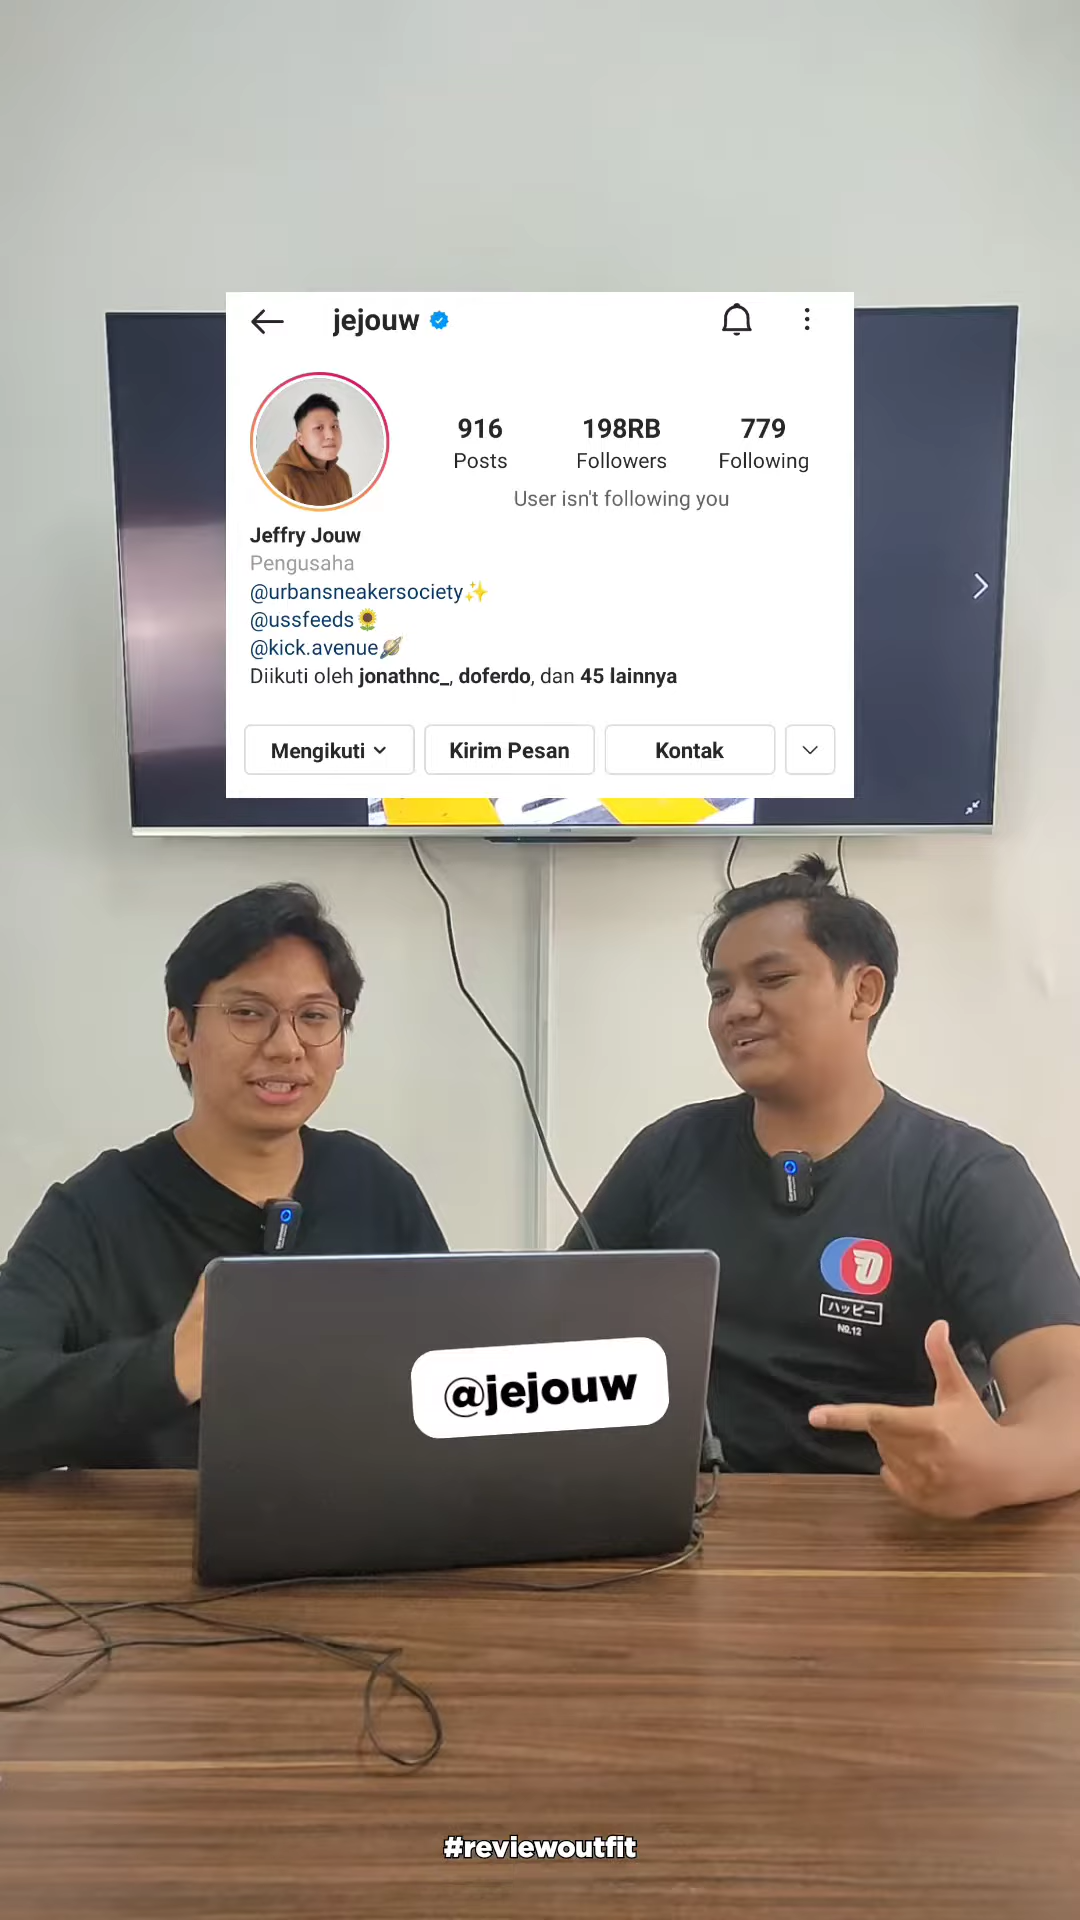 jejouw
916
198RB
779
Posts
Followers
Following
User isn't following you
Jeffry Jouw
Pengusaha
@urbansneakersociety✨
@ussfeeds🌻
@kick.avenue🪐
Diikuti oleh jonathnc_, doferdo, dan 45 lainnya
Mengikuti
Kirim Pesan
Kontak
ハッピー
№.12
@jejouw
#reviewoutfit